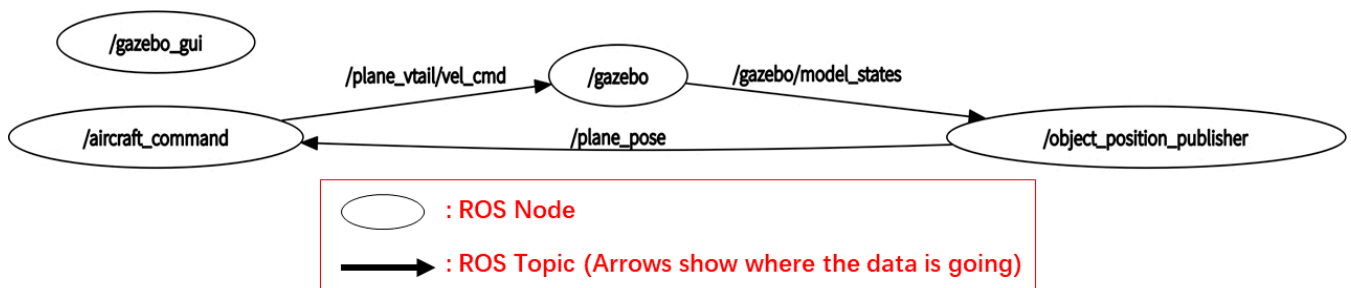 /gazebo_gui
/plane_vtail/vel_cmd
/gazebo
/gazebo/model_states
/aircraft_command
/plane_pose
/object_position_publisher
: ROS Node
: ROS Topic (Arrows show where the data is going)